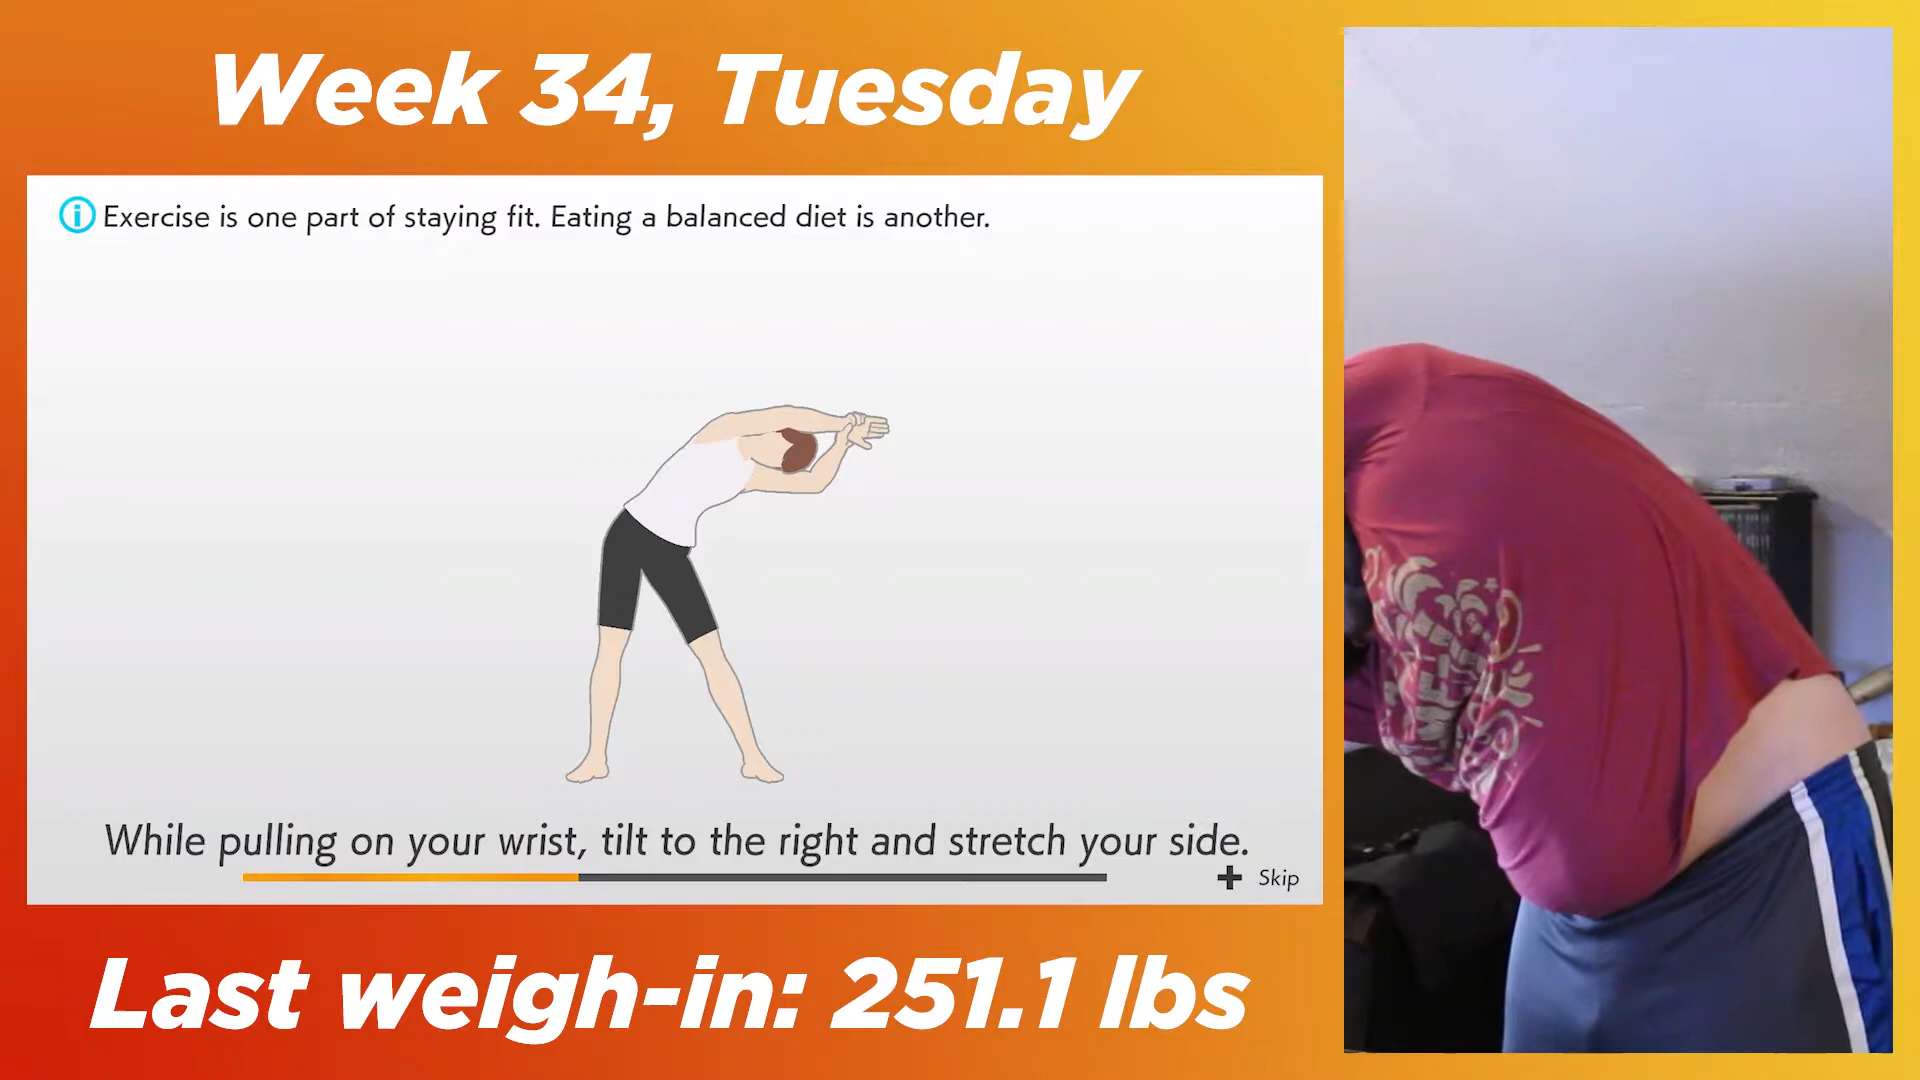 Week 34, Tuesday
Exercise is one part of staying fit. Eating a balanced diet is another.
While pulling on your wrist, tilt to the right and stretch your side.
Skip
Last weigh-in: 251.1 lbs